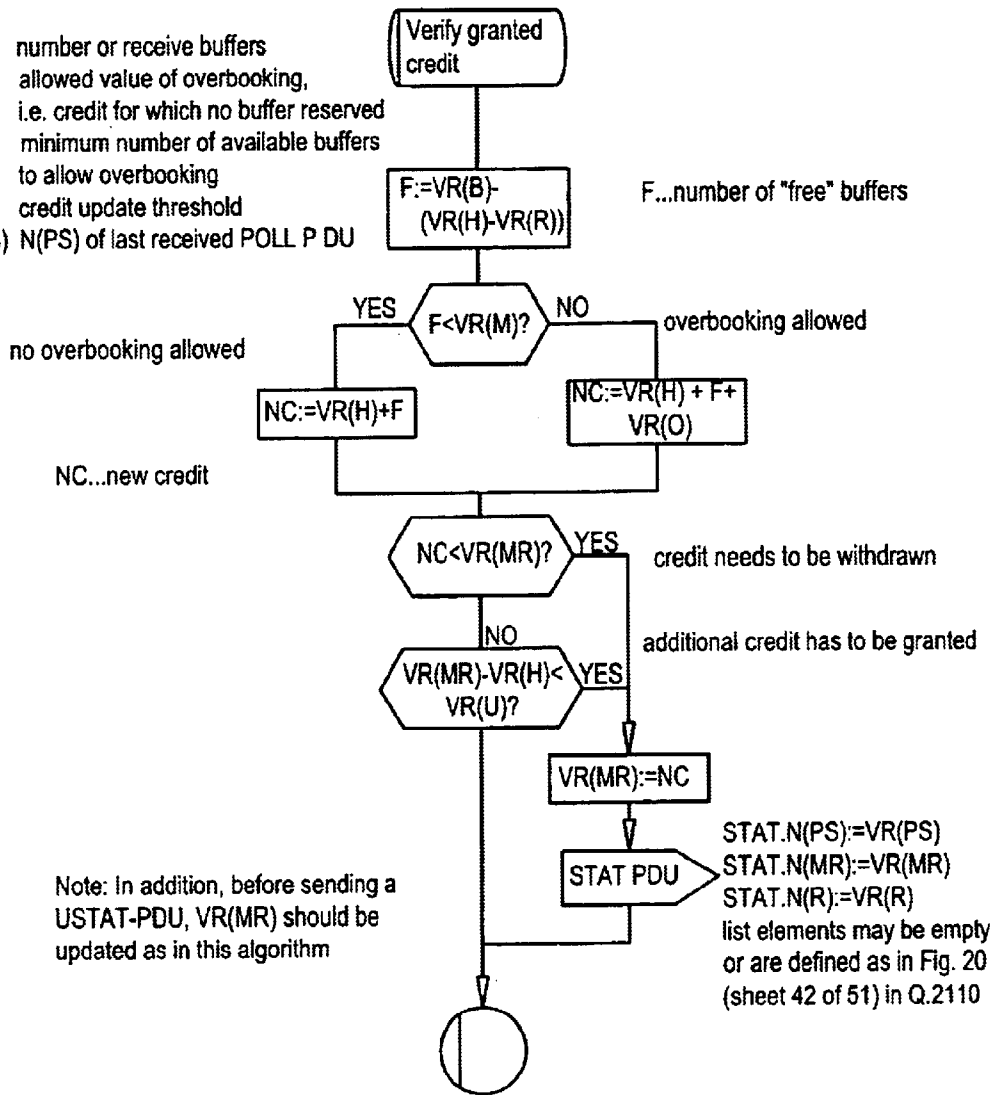 number or receive buffers
allowed value of overbooking,
i.e. credit for which no buffer reserved
minimum number of available buffers
to allow overbooking
credit update threshold
) N(PS) of last received POLL P DU
Verify granted
credit
F:=VR(B)-
(VR(H)-VR(R))
F...number of "free" buffers
YES
F<VR(M)?
NO
overbooking allowed
no overbooking allowed
NC:=VR(H)+F
NC:=VR(H) + F+
VR(O)
NC...new credit
NC<VR(MR)?
YES
credit needs to be withdrawn
NO
additional credit has to be granted
VR(MR)-VR(H)<
VR(U)?
YES
VR(MR):=NC
STAT PDU
STAT.N(PS):=VR(PS)
STAT.N(MR):=VR(MR)
STAT.N(R):=VR(R)
list elements may be empty
or are defined as in Fig. 20
(sheet 42 of 51) in Q.2110
Note: In addition, before sending a
USTAT-PDU, VR(MR) should be
updated as in this algorithm